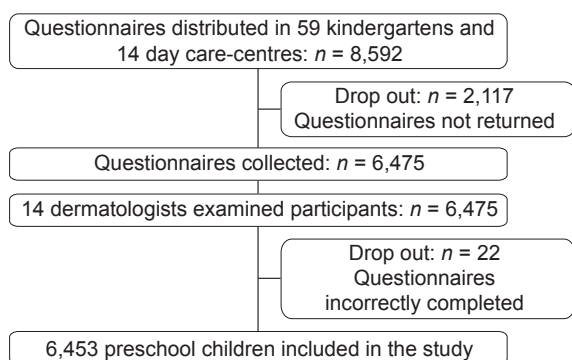 Questionnaires distributed in 59 kindergartens and
14 day care-centres: n = 8,592
Drop out: n = 2,117
Questionnaires not returned
Questionnaires collected: n = 6,475
14 dermatologists examined participants: n = 6,475
Drop out: n = 22
Questionnaires
incorrectly completed
6,453 preschool children included in the study